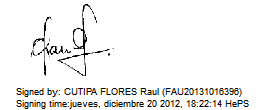 Signed by: CUTIPA FLORES Raul (FAU20131016396)
Signing time:jueves, diciembre 20 2012, 18:22:14 HePS